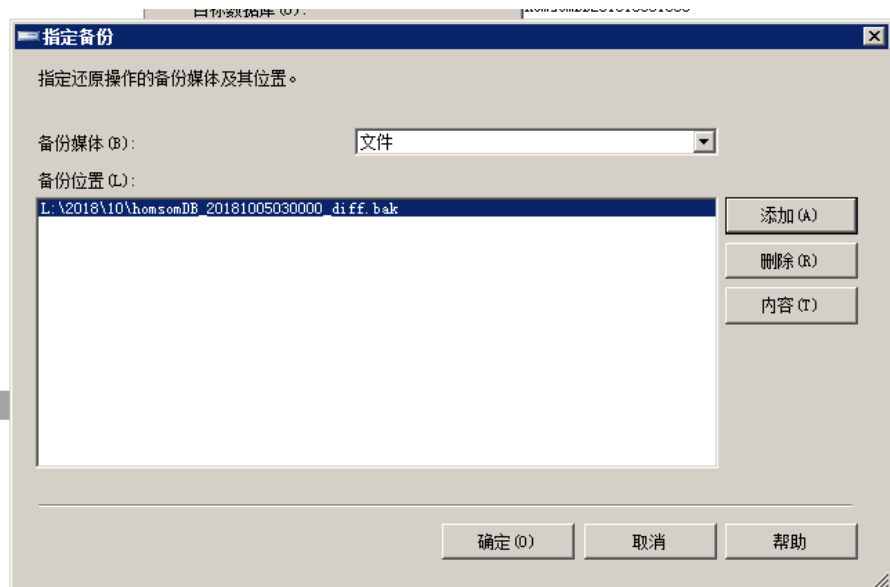 指定备份
指定还原操作的备份媒体及其位置。
备份媒体(B):
文件
备份位置(L):
L:\2018\10\homsomDB_20181005030000_diff.bak
添加(A)
删除(R)
内容(T)
确定(O)
取消
帮助